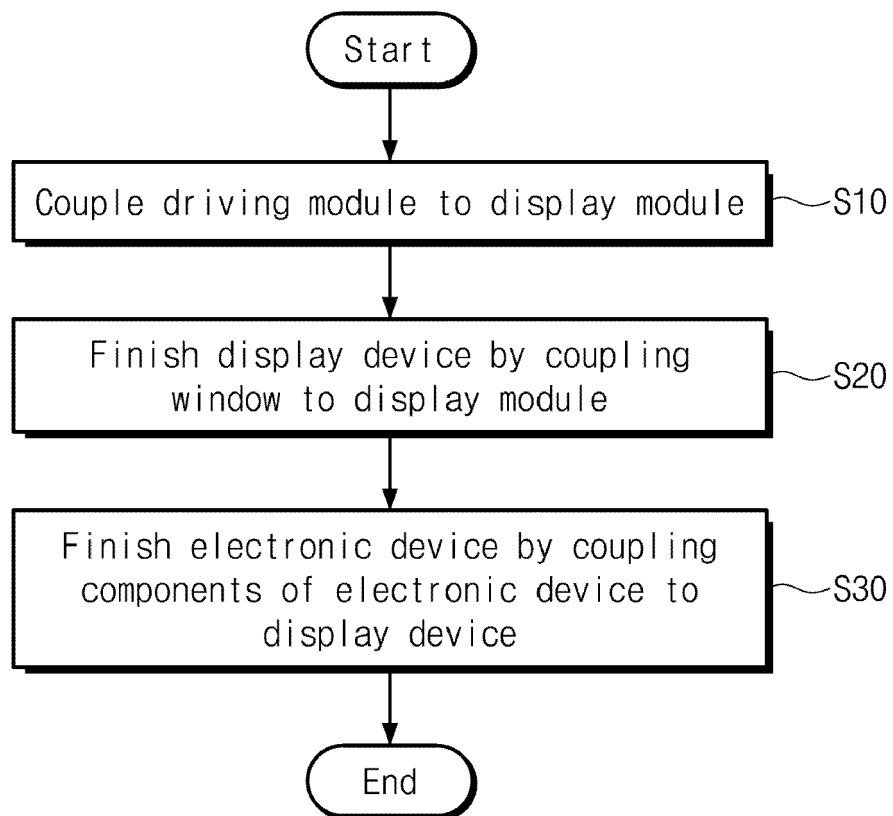 Start
Couple driving module to display module
S10
Finish display device by coupling
window to display module
S20
Finish electronic device by coupling
components of electronic device to
display device
S30
End